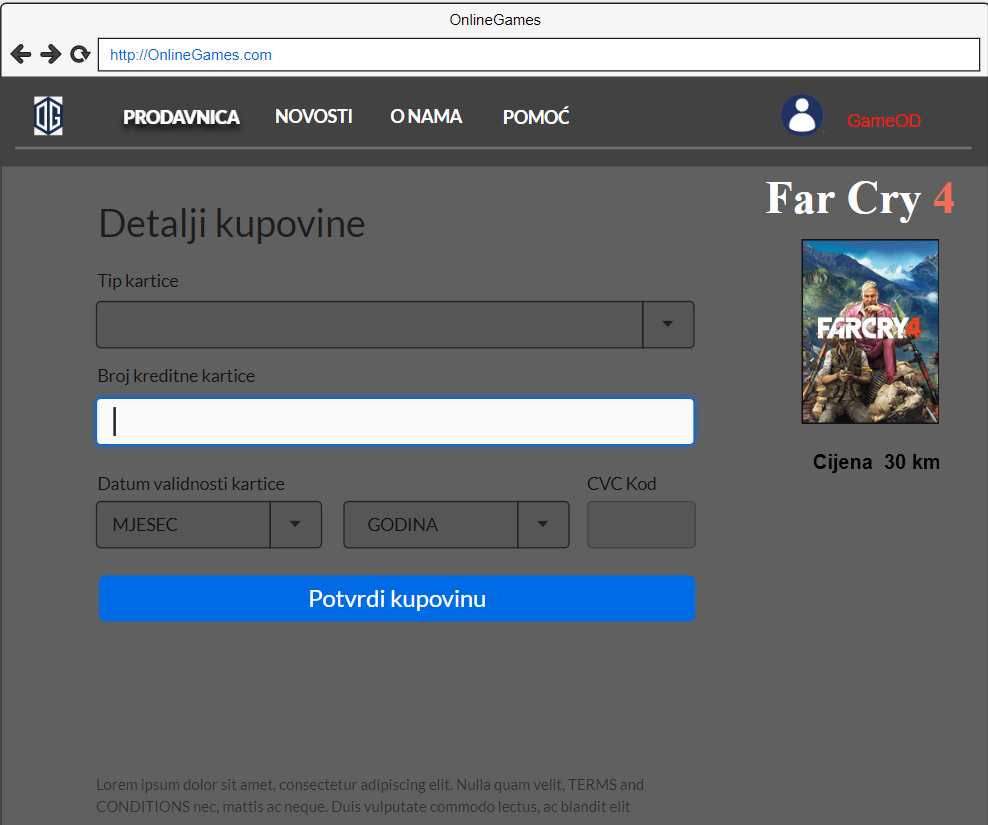 OnlineGames
http://OnlineGames.com
OG
PRODAVNICA NOVOSTI O NAMA POMOĆ GameOD
Far Cry 4
Detalji kupovine
Tip kartice
FARCRY4
Broj kreditne kartice
Cijena 30 km
Datum validnosti kartice CVC Kod
MJESEC GODINA
Potvrdi kupovinu
Lorem ipsum dolor sit amet, consectetur adipiscing elit. Nulla quam velit, TERMS and
CONDITIONS nec, mattis ac neque. Duis vulputate commodo lectus, ac blandit elit